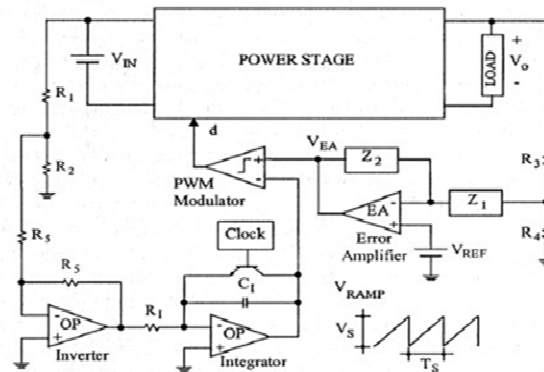 POWER STAGE
V_IN
LOAD
+
V_o
-
R_1
R_2
d
V_EA
Z_2
+
-
PWM
Modulator
EA
-
+
Z_1
R_3
R_4
Error
Amplifier
V_REF
Clock
R_5
R_5
C_I
-
OP
+
R_I
-
OP
+
Inverter
Integrator
V_RAMP
V_S
T_S